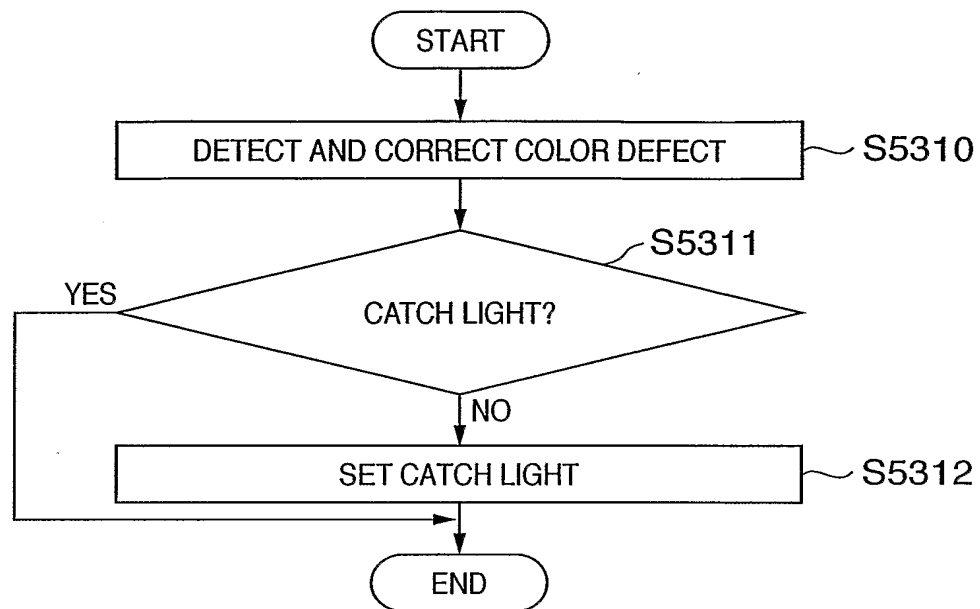 START
DETECT AND CORRECT COLOR DEFECT
S5310
S5311
YES
CATCH LIGHT?
NO
SET CATCH LIGHT
S5312
END